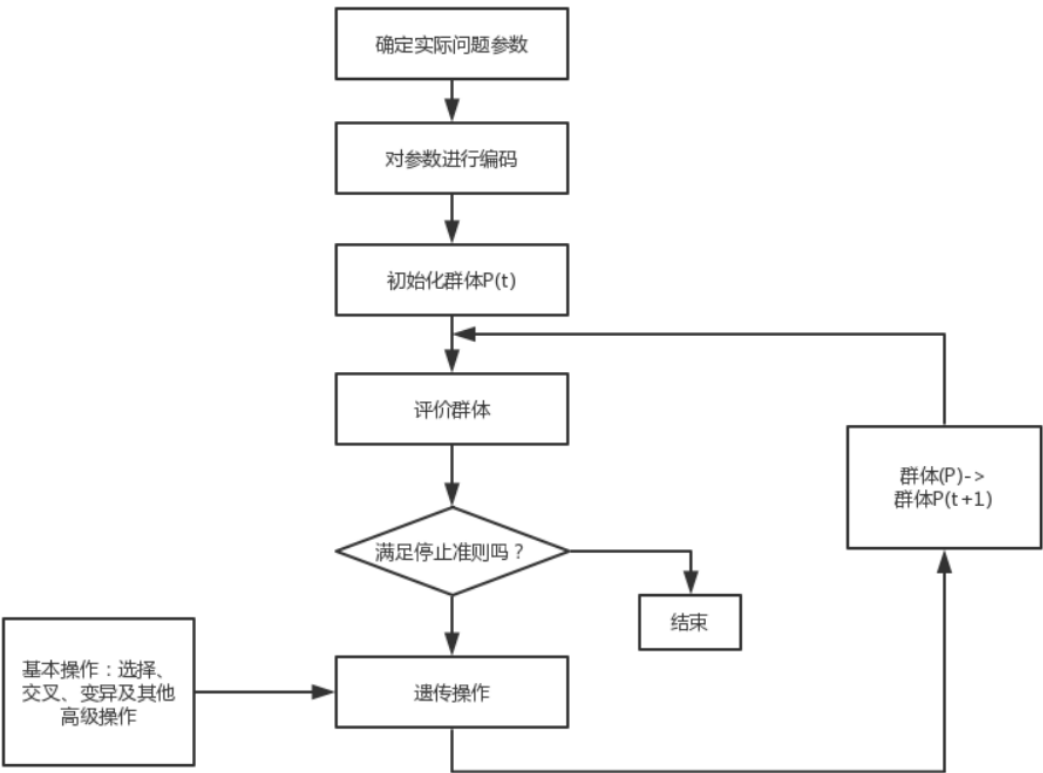 确定实际问题参数
对参数进行编码
初始化群体P(t)
评价群体
群体(P)->
群体P(t+1)
满足停止准则吗？
结束
基本操作：选择、
交叉、变异及其他
高级操作
遗传操作